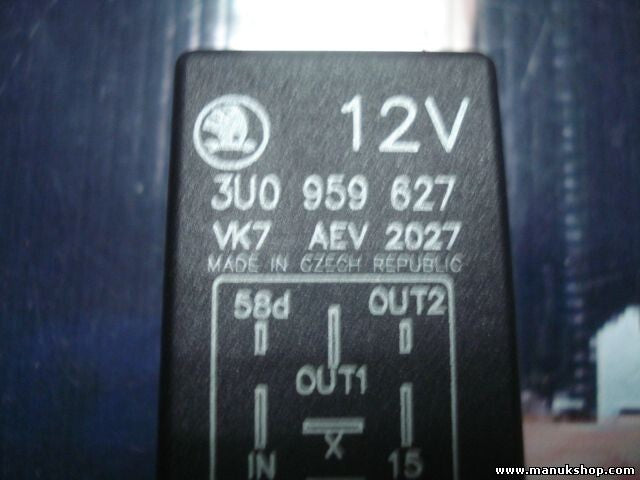 12V
3U0 959 627
VK7 AEV 2027
MADE IN CZECH REPUBLIC
58d OUT2
OUT1
X
IN 15
www.manukshop.com